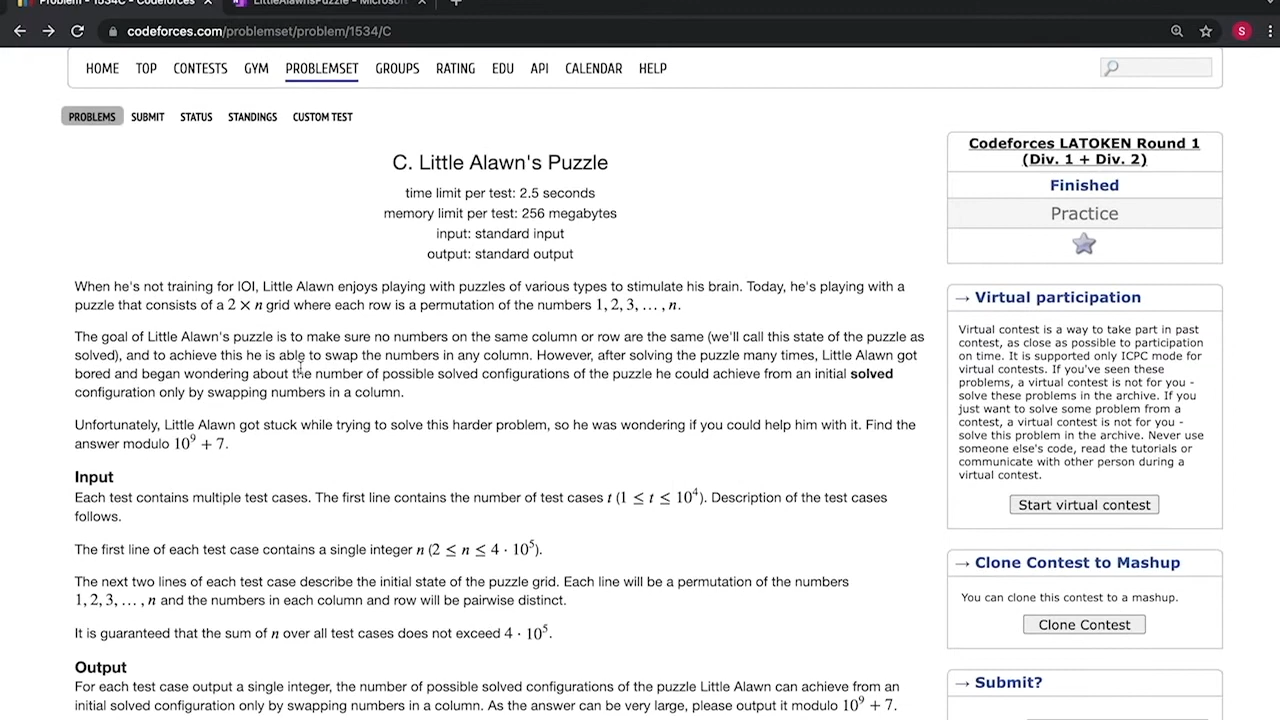 Problem - 1534C - Codeforces
LittleAlawnsPuzzle - Microsof
codeforces.com/problemset/problem/1534/C
S
HOME TOP CONTESTS GYM PROBLEMSET GROUPS RATING EDU API CALENDAR HELP
PROBLEMS SUBMIT STATUS STANDINGS CUSTOM TEST
C. Little Alawn's Puzzle
time limit per test: 2.5 seconds
memory limit per test: 256 megabytes
input: standard input
output: standard output
When he's not training for IOI, Little Alawn enjoys playing with puzzles of various types to stimulate his brain. Today, he's playing with a
puzzle that consists of a 2 × n grid where each row is a permutation of the numbers 1, 2, 3, … , n.
The goal of Little Alawn's puzzle is to make sure no numbers on the same column or row are the same (we'll call this state of the puzzle as
solved), and to achieve this he is able to swap the numbers in any column. However, after solving the puzzle many times, Little Alawn got
bored and began wondering about the number of possible solved configurations of the puzzle he could achieve from an initial solved
configuration only by swapping numbers in a column.
Unfortunately, Little Alawn got stuck while trying to solve this harder problem, so he was wondering if you could help him with it. Find the
answer modulo 10⁹ + 7.
Input
Each test contains multiple test cases. The first line contains the number of test cases t (1 ≤ t ≤ 10⁴). Description of the test cases
follows.
The first line of each test case contains a single integer n (2 ≤ n ≤ 4 · 10⁵).
The next two lines of each test case describe the initial state of the puzzle grid. Each line will be a permutation of the numbers
1, 2, 3, … , n and the numbers in each column and row will be pairwise distinct.
It is guaranteed that the sum of n over all test cases does not exceed 4 · 10⁵.
Output
For each test case output a single integer, the number of possible solved configurations of the puzzle Little Alawn can achieve from an
initial solved configuration only by swapping numbers in a column. As the answer can be very large, please output it modulo 10⁹ + 7.
Codeforces LATOKEN Round 1
(Div. 1 + Div. 2)
Finished
Practice
→ Virtual participation
Virtual contest is a way to take part in past
contest, as close as possible to participation
on time. It is supported only ICPC mode for
virtual contests. If you've seen these
problems, a virtual contest is not for you -
solve these problems in the archive. If you
just want to solve some problem from a
contest, a virtual contest is not for you -
solve this problem in the archive. Never use
someone else's code, read the tutorials or
communicate with other person during a
virtual contest.
Start virtual contest
→ Clone Contest to Mashup
You can clone this contest to a mashup.
Clone Contest
→ Submit?